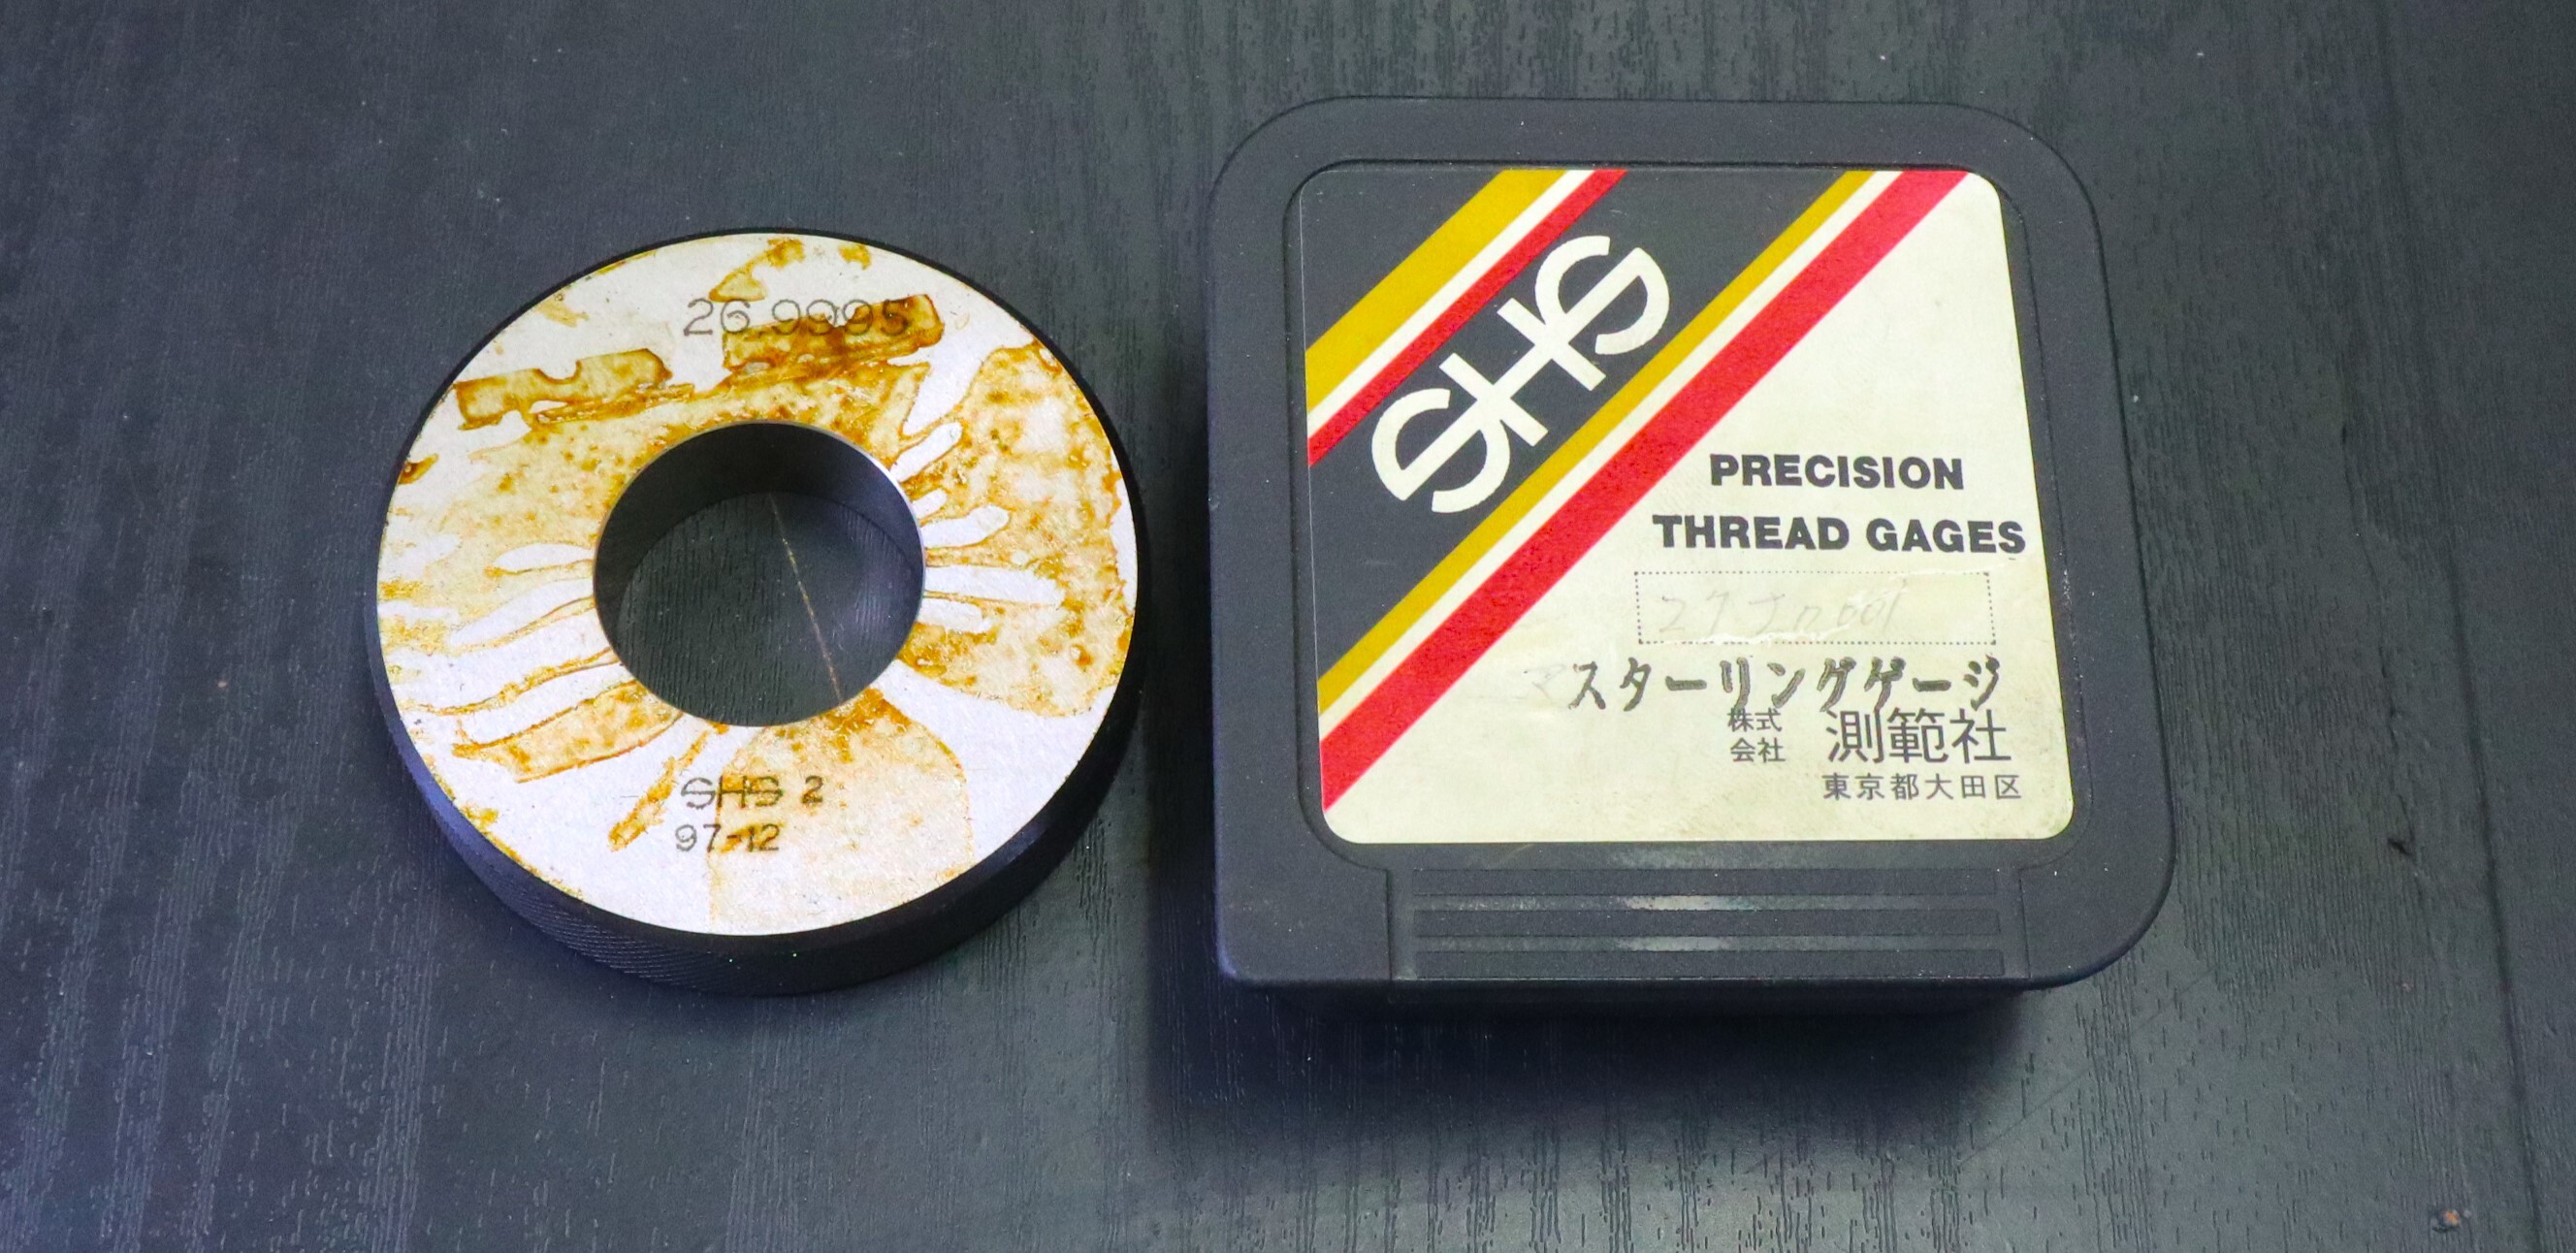 26.9995
SHS 2
97-12
SHS
PRECISION
THREAD GAGES
マスターリングゲージ
株式会社 測範社
東京都大田区